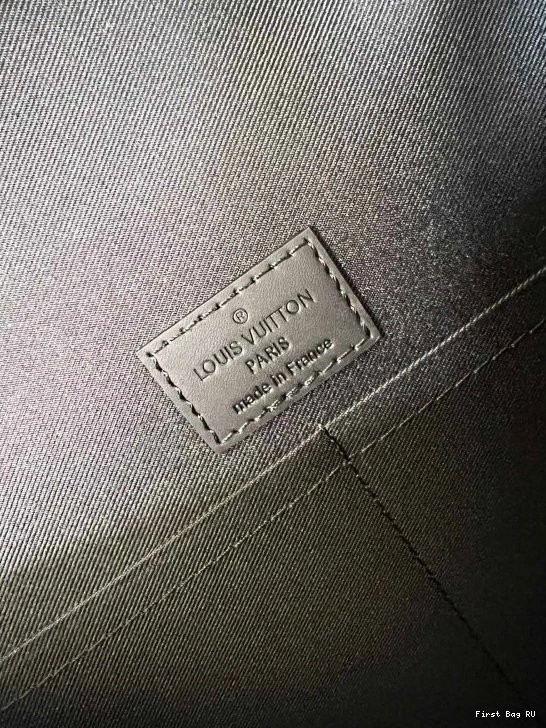 ®
LOUIS VUITTON
PARIS
made in France
First Bag RU